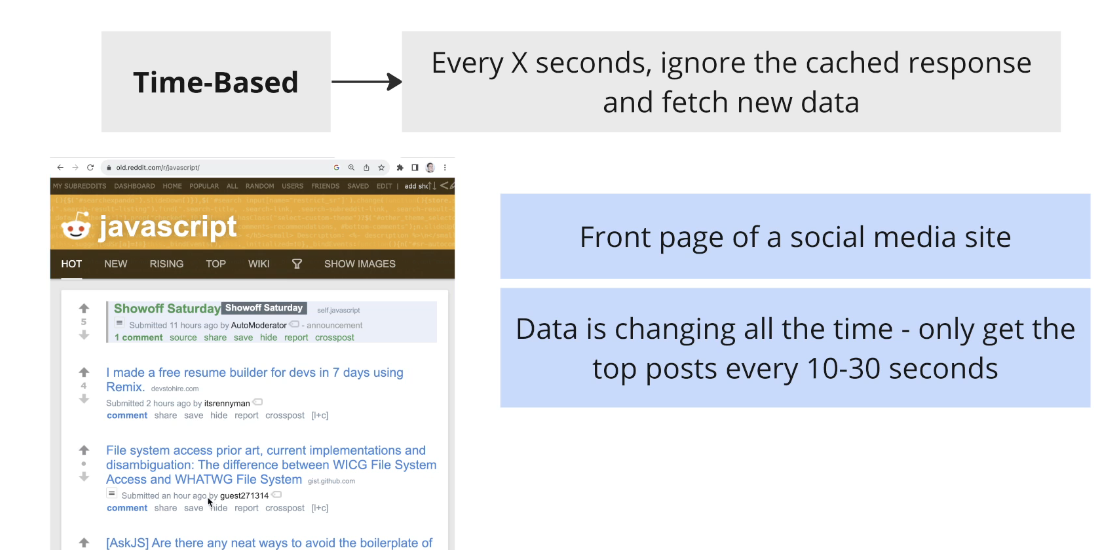 Time-Based
Every X seconds, ignore the cached response
and fetch new data
old.reddit.com/r/javascript/
MY SUBREDDITS DASHBOARD HOME POPULAR ALL RANDOM USERS FRIENDS SAVED EDIT | add
javascript
HOT NEW RISING TOP WIKI SHOW IMAGES
Showoff Saturday Showoff Saturday self.javascript
5
Submitted 11 hours ago by AutoModerator - announcement
1 comment source share save hide report crosspost
I made a free resume builder for devs in 7 days using
4
Remix. devstohire.com
Submitted 2 hours ago by itsrennyman
comment share save hide report crosspost [l+c]
File system access prior art, current implementations and
disambiguation: The difference between WICG File System
Access and WHATWG File System gist.github.com
Submitted an hour ago by guest271314
comment share save hide report crosspost [l+c]
[AskJS] Are there any neat ways to avoid the boilerplate of
Front page of a social media site
Data is changing all the time - only get the
top posts every 10-30 seconds